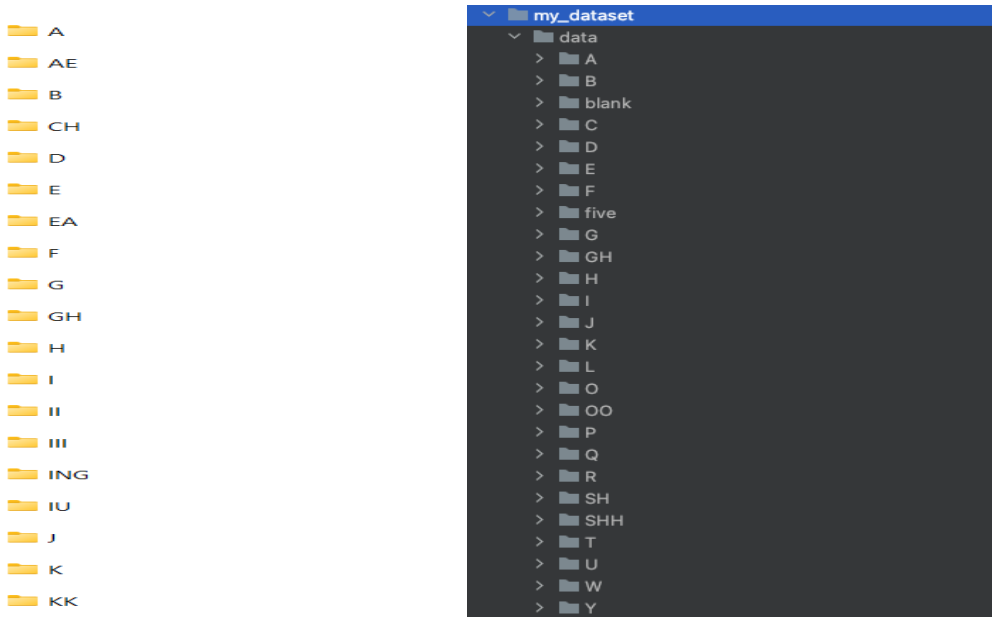 A
AE
B
CH
D
E
EA
F
G
GH
H
I
II
III
ING
IU
J
K
KK
my_dataset
data
A
B
blank
C
D
E
F
five
G
GH
H
I
J
K
L
O
OO
P
Q
R
SH
SHH
T
U
W
Y